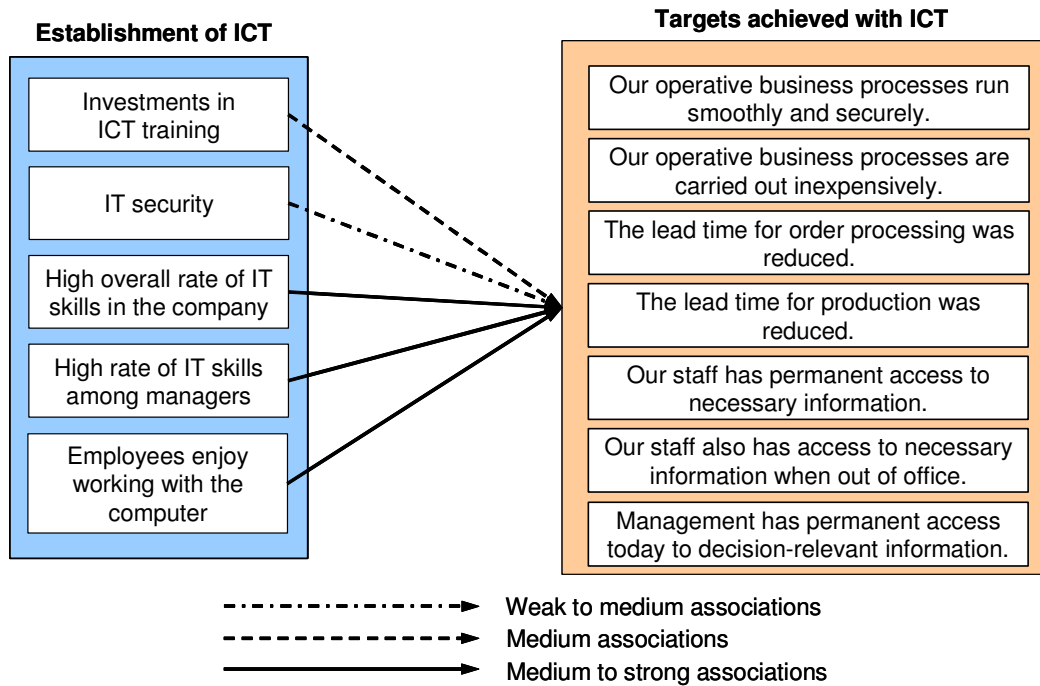 Establishment of ICT
Investments in
ICT training
IT security
High overall rate of IT
skills in the company
High rate of IT skills
among managers
Employees enjoy
working with the
computer
Targets achieved with ICT
Our operative business processes run
smoothly and securely.
Our operative business processes are
carried out inexpensively.
The lead time for order processing was
reduced.
The lead time for production was
reduced.
Our staff has permanent access to
necessary information.
Our staff also has access to necessary
information when out of office.
Management has permanent access
today to decision-relevant information.
Weak to medium associations
Medium associations
Medium to strong associations